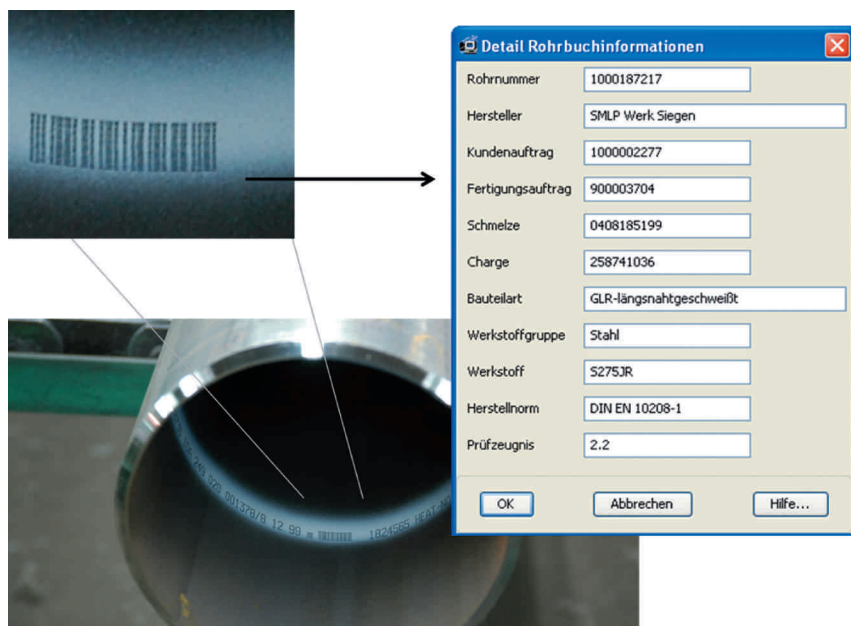 Detail Rohrbuchinformationen
Rohrnummer 1000187217
Hersteller SMLP Werk Siegen
Kundenauftrag 1000002277
Fertigungsauftrag 900003704
Schmelze 0408185199
Charge 258741036
Bauteilart GLR-längsnahtgeschweißt
Werkstoffgruppe Stahl
Werkstoff S275JR
Herstellnorm DIN EN 10208-1
Prüfzeugnis 2.2
OK Abbrechen Hilfe...
001378/8 12 99 1824565 HEAT-